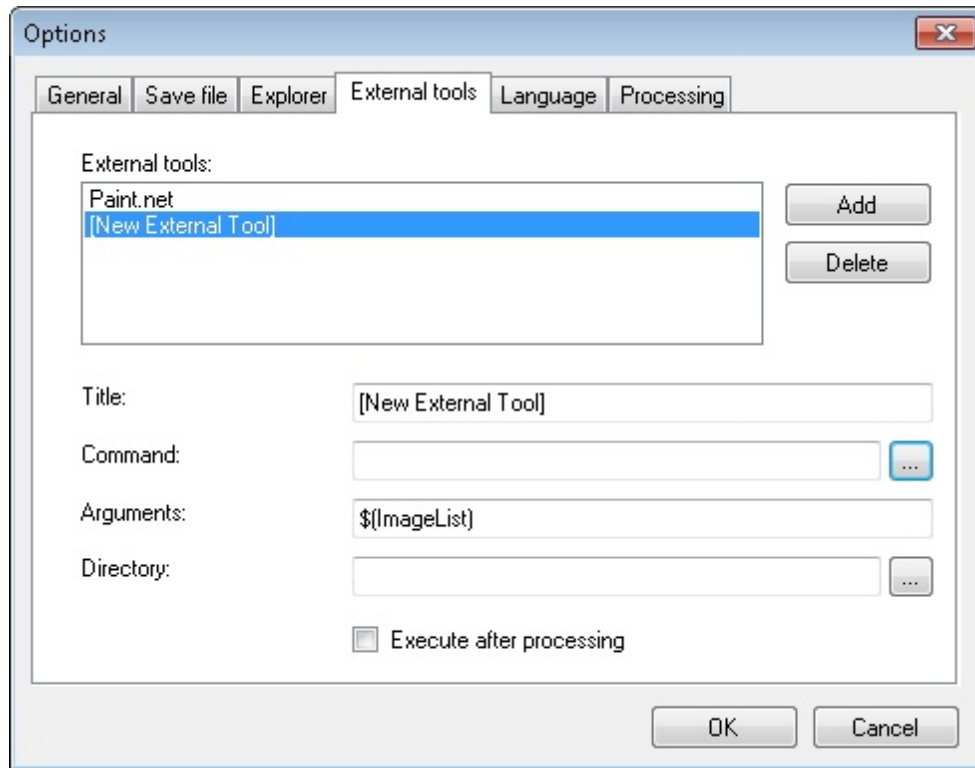 Options
General Save file Explorer External tools Language Processing
External tools:
Paint.net
[New External Tool]
Add
Delete
Title: [New External Tool]
Command: ...
Arguments: $(ImageList)
Directory: ...
Execute after processing
OK Cancel